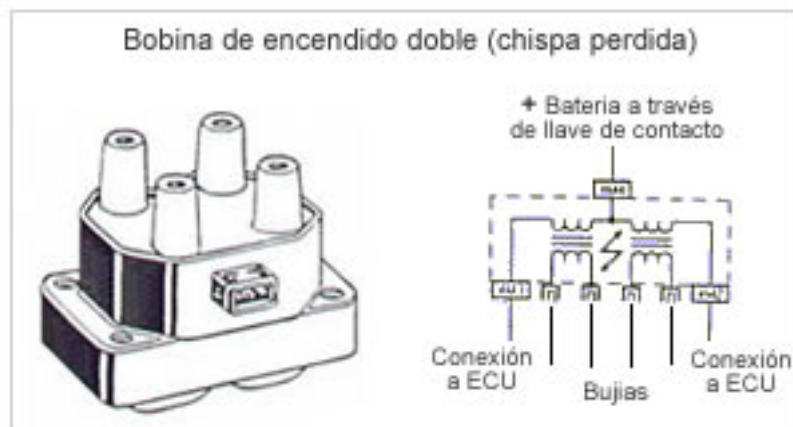 Bobina de encendido doble (chispa perdida)
+ Bateria a través
de llave de contacto
Conexión
a ECU
Bujias
Conexión
a ECU